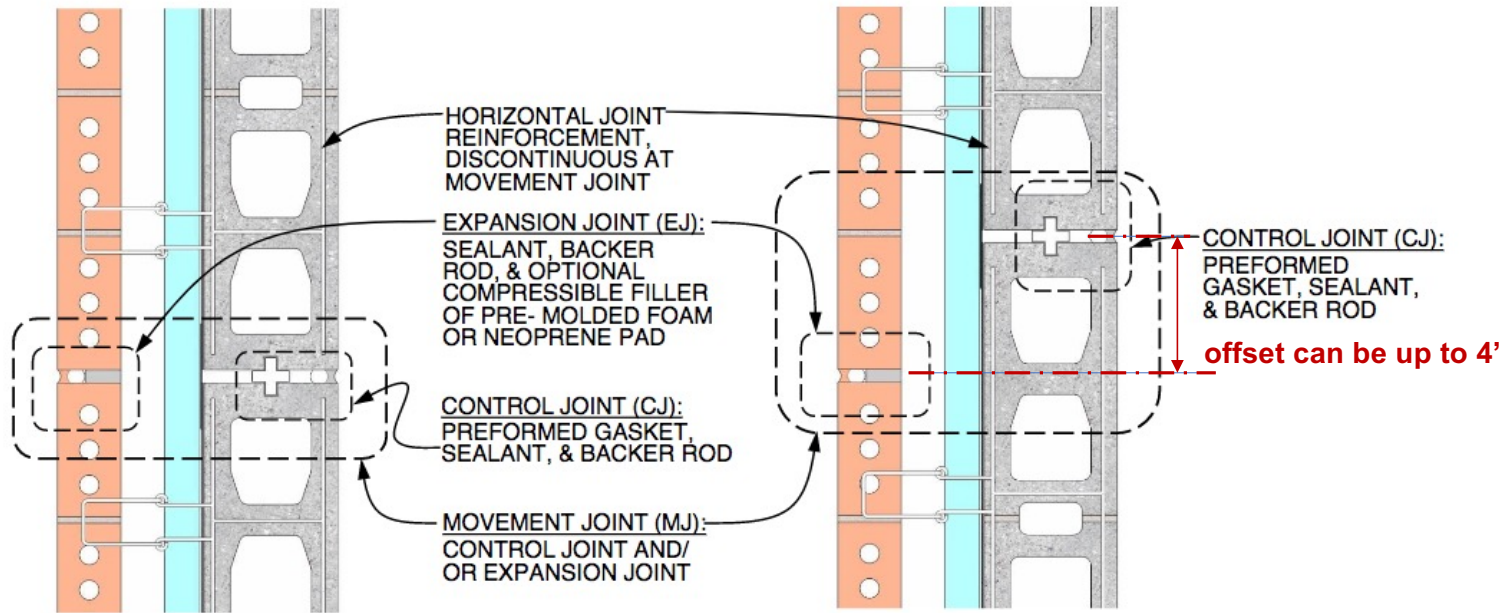 HORIZONTAL JOINT
REINFORCEMENT,
DISCONTINUOUS AT
MOVEMENT JOINT
EXPANSION JOINT (EJ):
SEALANT, BACKER
ROD, & OPTIONAL
COMPRESSIBLE FILLER
OF PRE- MOLDED FOAM
OR NEOPRENE PAD
CONTROL JOINT (CJ):
PREFORMED GASKET,
SEALANT, & BACKER ROD
MOVEMENT JOINT (MJ):
CONTROL JOINT AND/
OR EXPANSION JOINT
CONTROL JOINT (CJ):
PREFORMED
GASKET, SEALANT,
& BACKER ROD
offset can be up to 4’